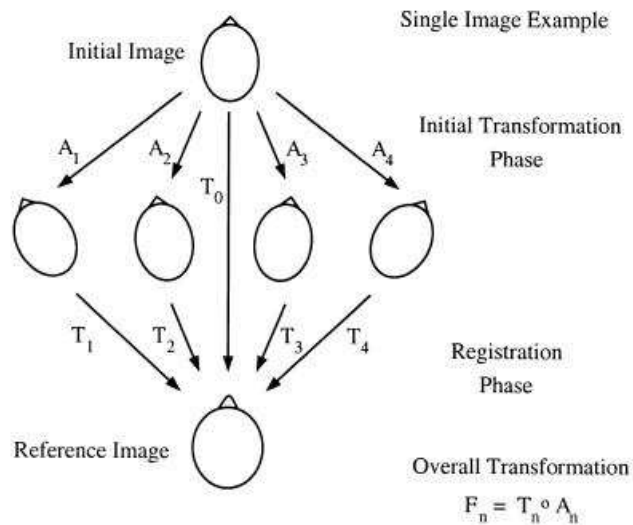 Single Image Example
Initial Image
Initial Transformation
Phase
A₁ A₂ A₃ A₄
T₀
T₁ T₂ T₃ T₄
Registration
Phase
Reference Image
Overall Transformation
Fₙ = Tₙ ∘ Aₙ